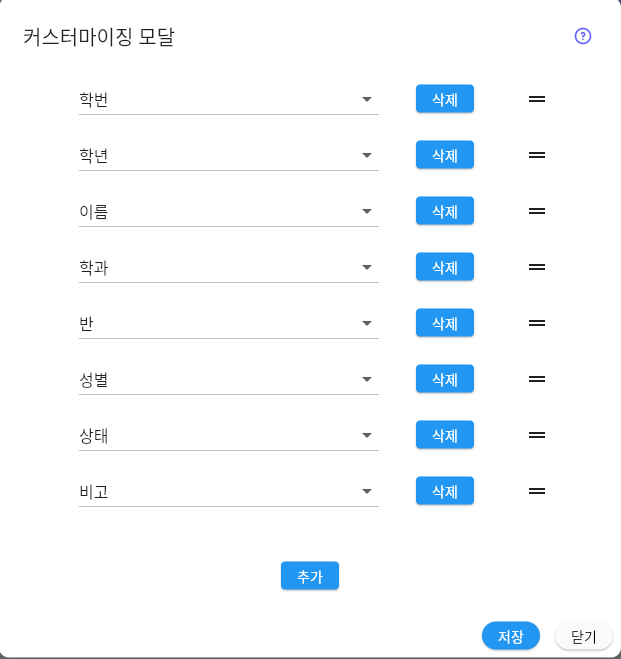 커스터마이징 모달
학번 삭제
학년 삭제
이름 삭제
학과 삭제
반 삭제
성별 삭제
상태 삭제
비고 삭제
추가
저장 닫기